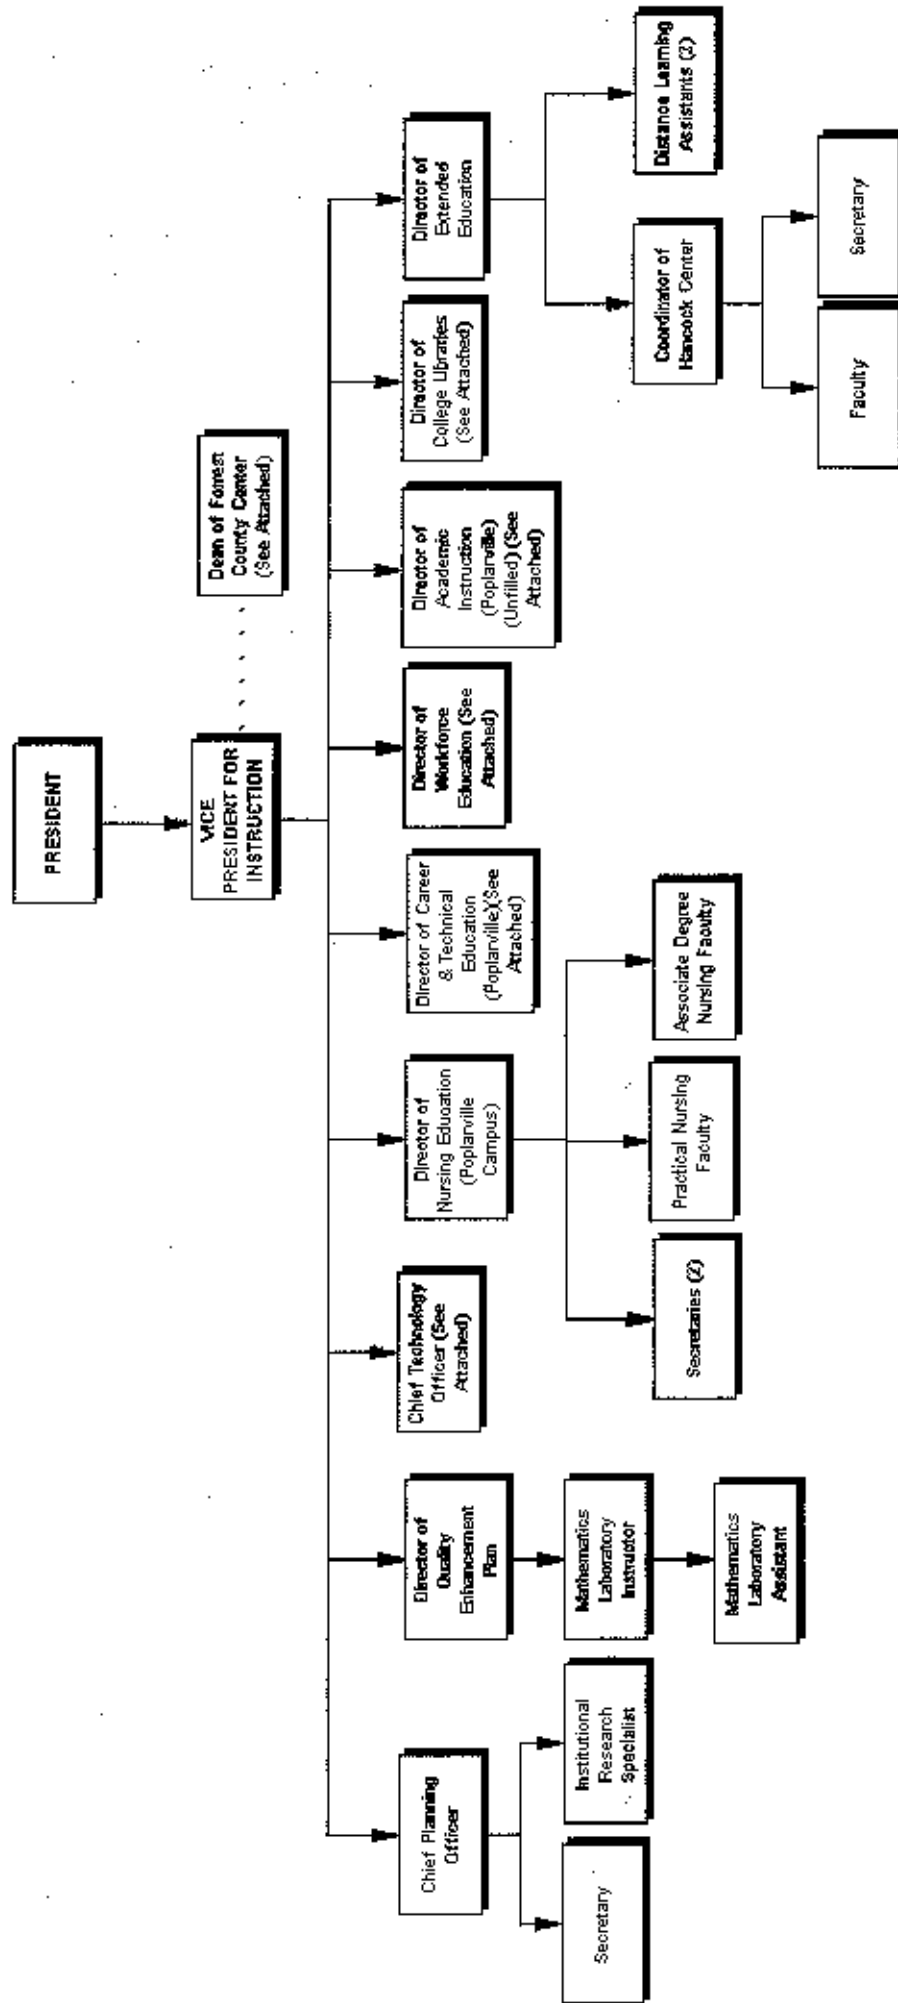 PRESIDENT
VICE
PRESIDENT FOR
INSTRUCTION
Dean of Forrest
County Center
(See Attached)
Chief Planning
Officer
Director of
Quality
Enhancement
Plan
Chief Technology
Officer (See
Attached)
Director of
Nursing Education
(Poplarville
Campus)
Director of Career
& Technical
Education
(Poplarville)(See
Attached)
Director of
Workforce
Education (See
Attached)
Director of
Academic
Instruction
(Poplarville)
(Unfilled) (See
Attached)
Director of
College Libraries
(See Attached)
Director of
Extended
Education
Secretary
Institutional
Research
Specialist
Mathematics
Laboratory
Instructor
Mathematics
Laboratory
Assistant
Secretaries (2)
Practical Nursing
Faculty
Associate Degree
Nursing Faculty
Coordinator of
Hancock Center
Distance Learning
Assistants (2)
Faculty
Secretary